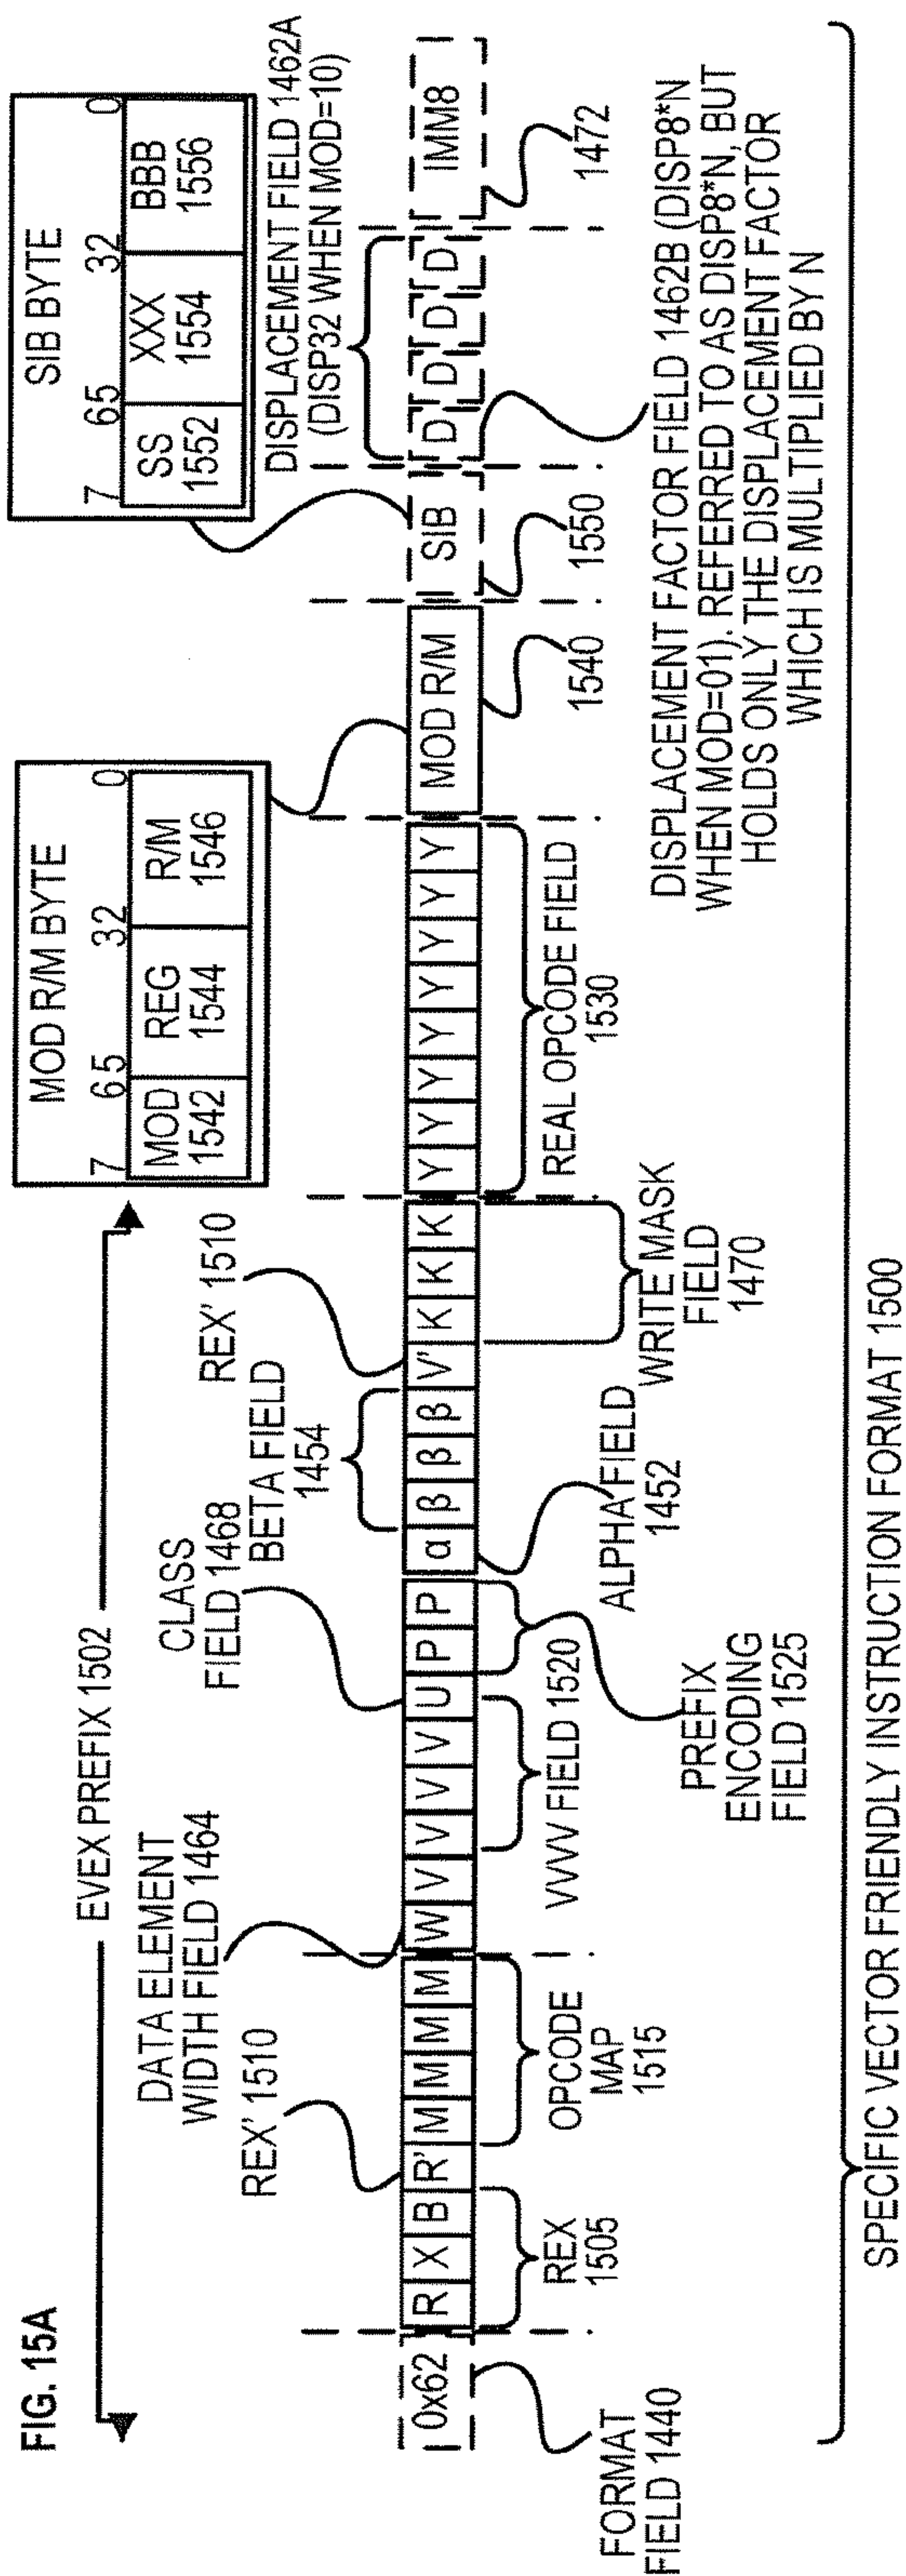 FIG. 15A
EVEX PREFIX 1502
DATA ELEMENT
WIDTH FIELD 1464
REX' 1510
CLASS
FIELD 1468
BETA FIELD
1454
REX' 1510
MOD R/M BYTE
7 6 5 3 2 0
MOD REG R/M
1542 1544 1546
SIB BYTE
7 6 5 3 2 0
SS XXX BBB
1552 1554 1556
DISPLACEMENT FIELD 1462A
(DISP32 WHEN MOD=10)
0x62 R X B R' M M M M W V V V V U P P α β β β V' K K K Y Y Y Y Y Y Y Y MOD R/M SIB D D D D IMM8
FORMAT
FIELD 1440
REX
1505
OPCODE
MAP
1515
VVVV FIELD 1520
PREFIX
ENCODING
FIELD 1525
ALPHA FIELD
1452
WRITE MASK
FIELD
1470
REAL OPCODE FIELD
1530
1540
1550
1472
DISPLACEMENT FACTOR FIELD 1462B (DISP8*N
WHEN MOD=01). REFERRED TO AS DISP8*N, BUT
HOLDS ONLY THE DISPLACEMENT FACTOR
WHICH IS MULTIPLIED BY N
SPECIFIC VECTOR FRIENDLY INSTRUCTION FORMAT 1500